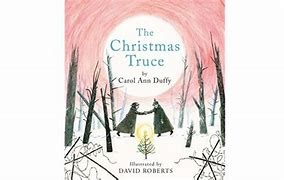 The
Christmas
Truce
by
Carol Ann Duffy
Illustrated by
DAVID ROBERTS